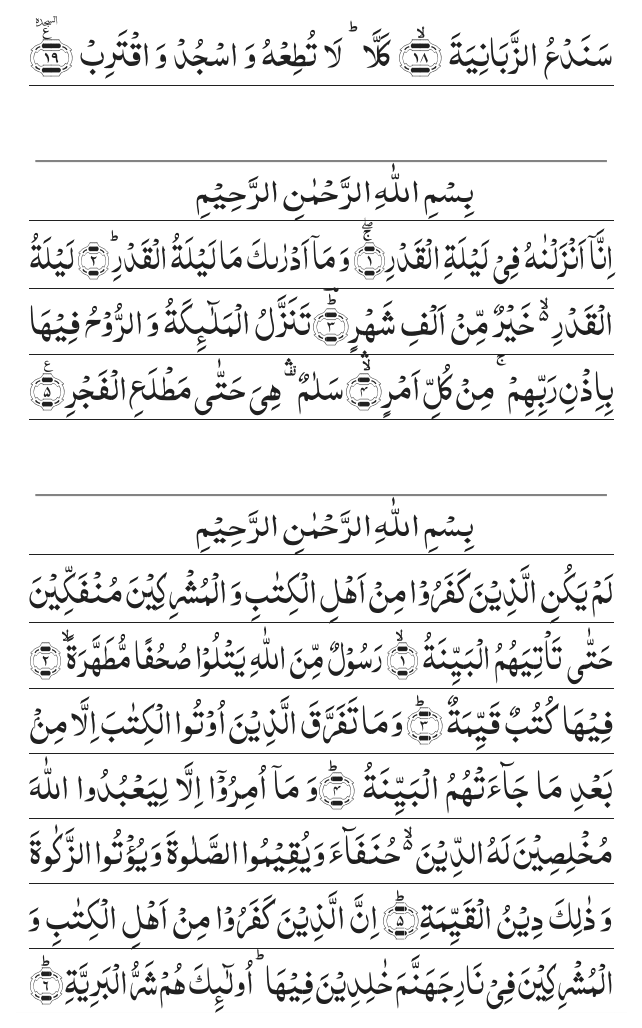 سَنَدْعُ الزَّبَانِيَةَ ۙ﴿۱۸﴾ كَلَّا ؕ لَا تُطِعْهُ وَ اسْجُدْ وَ اقْتَرِبْ ﴿۱۹﴾
بِسْمِ اللّٰهِ الرَّحْمٰنِ الرَّحِيْمِ
اِنَّاۤ اَنْزَلْنٰهُ فِيْ لَيْلَةِ الْقَدْرِ ۚۖ﴿۱﴾ وَ مَاۤ اَدْرٰىكَ مَا لَيْلَةُ الْقَدْرِ ؕ﴿۲﴾ لَيْلَةُ
الْقَدْرِ ۙ۬ خَيْرٌ مِّنْ اَلْفِ شَهْرٍ ؕ﴿۳﴾ تَنَزَّلُ الْمَلٰٓىِٕكَةُ وَ الرُّوْحُ فِيْهَا
بِاِذْنِ رَبِّهِمْ ۚ مِنْ كُلِّ اَمْرٍ ۙ﴿۴﴾ سَلٰمٌ ۛ۟ هِيَ حَتّٰى مَطْلَعِ الْفَجْرِ ﴿۵﴾
بِسْمِ اللّٰهِ الرَّحْمٰنِ الرَّحِيْمِ
لَمْ يَكُنِ الَّذِيْنَ كَفَرُوْا مِنْ اَهْلِ الْكِتٰبِ وَ الْمُشْرِكِيْنَ مُنْفَكِّيْنَ
حَتّٰى تَاْتِيَهُمُ الْبَيِّنَةُ ۙ﴿۱﴾ رَسُوْلٌ مِّنَ اللّٰهِ يَتْلُوْا صُحُفًا مُّطَهَّرَةً ۙ﴿۲﴾
فِيْهَا كُتُبٌ قَيِّمَةٌ ؕ﴿۳﴾ وَ مَا تَفَرَّقَ الَّذِيْنَ اُوْتُوا الْكِتٰبَ اِلَّا مِنْۢ
بَعْدِ مَا جَآءَتْهُمُ الْبَيِّنَةُ ؕ﴿۴﴾ وَ مَاۤ اُمِرُوْۤا اِلَّا لِيَعْبُدُوا اللّٰهَ
مُخْلِصِيْنَ لَهُ الدِّيْنَ ۙ۬ حُنَفَآءَ وَ يُقِيْمُوا الصَّلٰوةَ وَ يُؤْتُوا الزَّكٰوةَ
وَ ذٰلِكَ دِيْنُ الْقَيِّمَةِ ؕ﴿۵﴾ اِنَّ الَّذِيْنَ كَفَرُوْا مِنْ اَهْلِ الْكِتٰبِ وَ
الْمُشْرِكِيْنَ فِيْ نَارِ جَهَنَّمَ خٰلِدِيْنَ فِيْهَا ؕ اُولٰٓىِٕكَ هُمْ شَرُّ الْبَرِيَّةِ ؕ﴿۶﴾